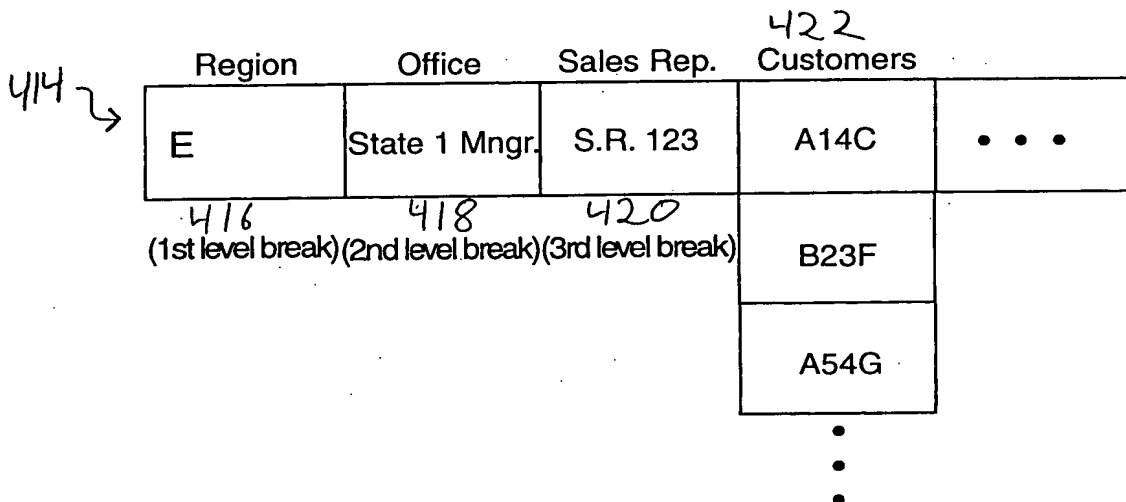 422
Region Office Sales Rep. Customers
414
E State 1 Mngr. S.R. 123 A14C • • •
416 418 420
(1st level break) (2nd level break) (3rd level break) B23F
A54G
•
•
•